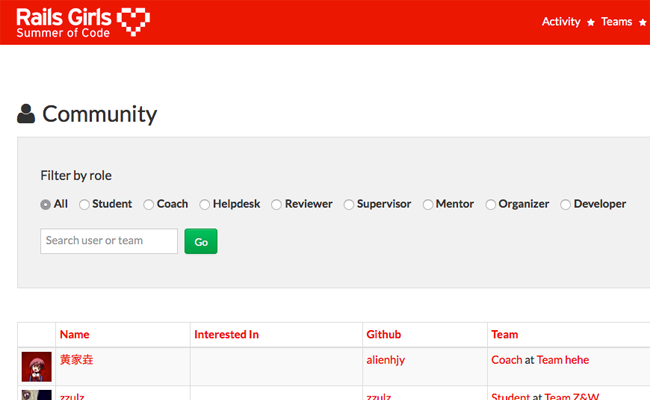 Rails Girls
Summer of Code
Activity Teams
Community
Filter by role
All Student Coach Helpdesk Reviewer Supervisor Mentor Organizer Developer
Search user or team Go
Name Interested In Github Team
黄家垚 alienhjy Coach at Team hehe
zzulz zzulz Student at Team Z&W